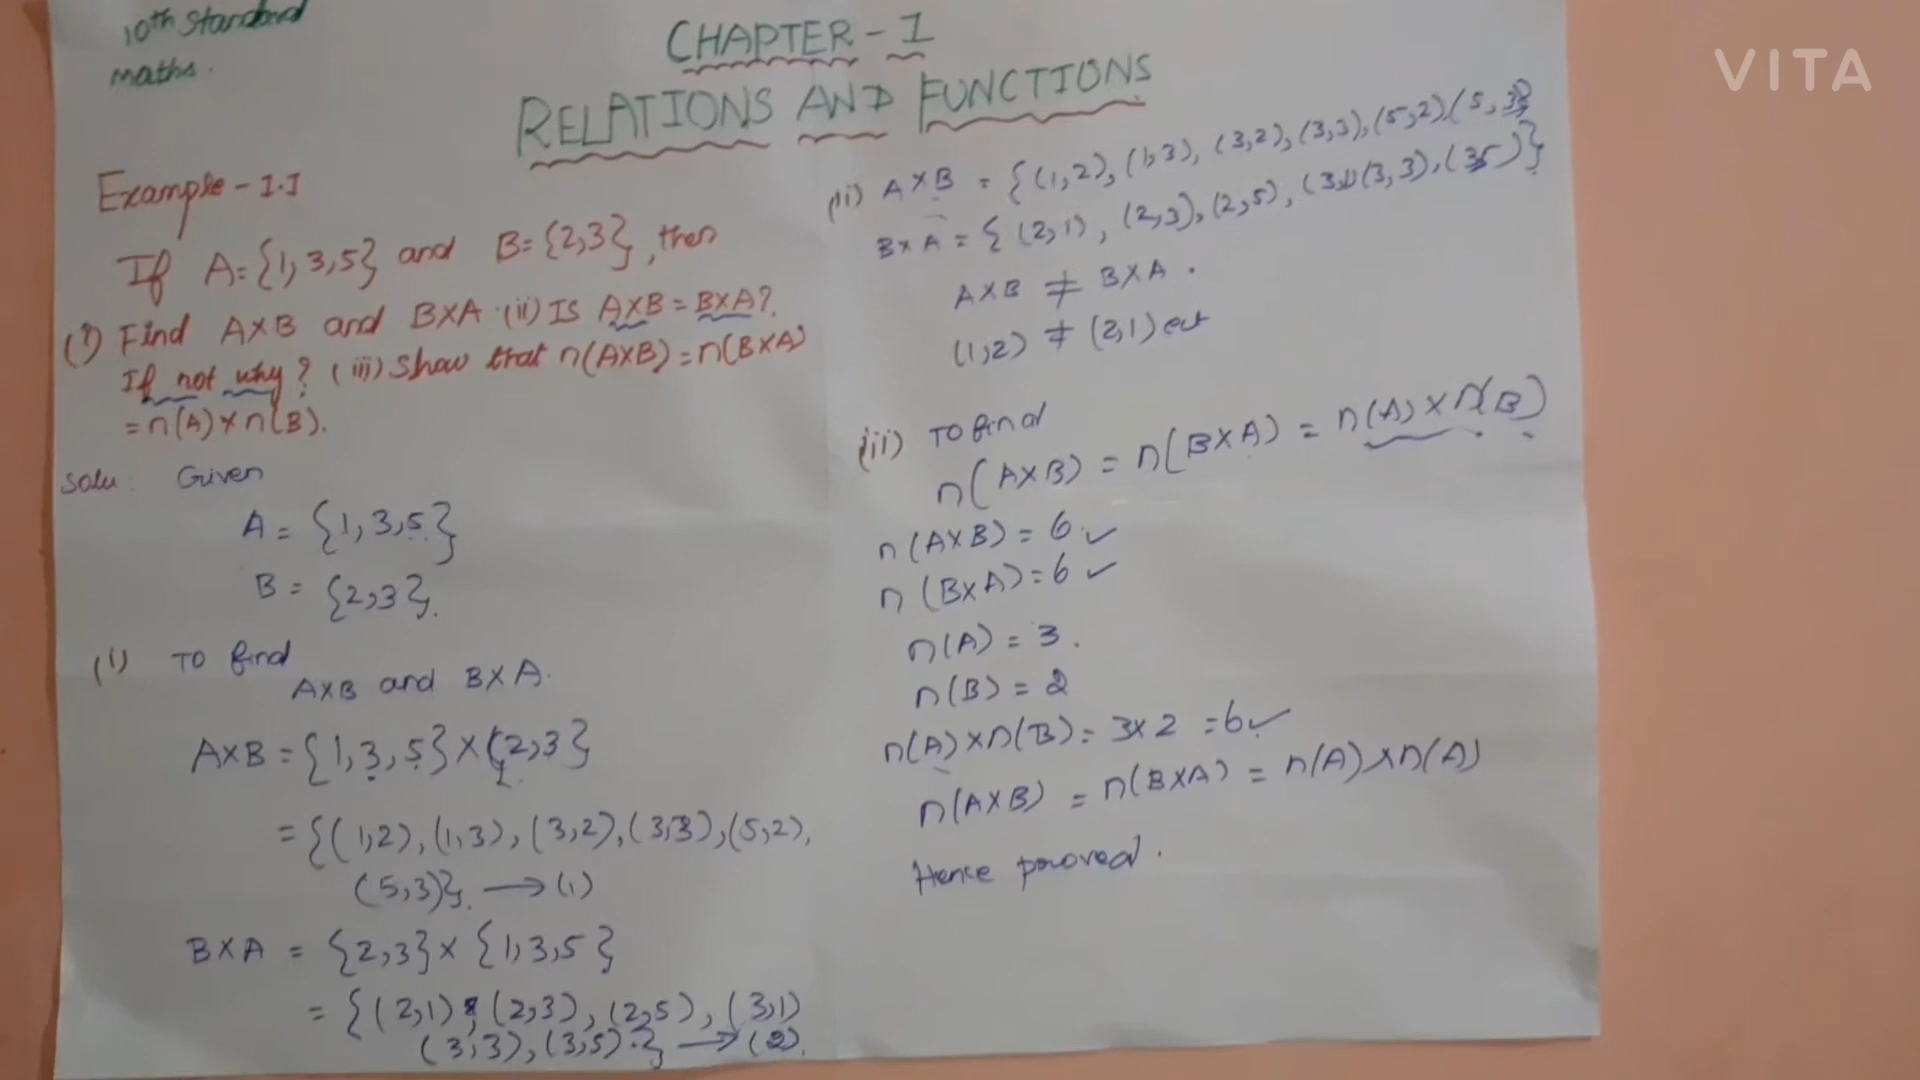 10th Standard
maths.
CHAPTER - I
RELATIONS AND FUNCTIONS
VITA
Example - I.I
If A = {1, 3, 5} and B = {2,3}, then
(i) Find A×B and B×A. (ii) Is A×B = B×A?
If not why? (iii) Show that n(A×B) = n(B×A)
= n(A) × n(B).
Solu: Given
A = {1, 3, 5}
B = {2,3}.
(i) To find
A×B and B×A.
A×B = {1, 3, 5} × {2,3}
= {(1,2), (1,3), (3,2), (3,3), (5,2),
(5,3)}. → (1)
B×A = {2,3} × {1,3,5}
= {(2,1), (2,3), (2,5), (3,1)
(3,3), (3,5).} → (2).
(ii) A×B = {(1,2), (1,3), (3,2), (3,3), (5,2), (5,3)}
B×A = {(2,1), (2,3), (2,5), (3,1) (3,3), (3,5)}
A×B ≠ B×A.
(1,2) ≠ (2,1) ect
(iii) To find
n(A×B) = n(B×A) = n(A) × n(B)
n(A×B) = 6 ✓
n(B×A) = 6 ✓
n(A) = 3.
n(B) = 2
n(A) × n(B) = 3×2 = 6 ✓
n(A×B) = n(B×A) = n(A) × n(A)
Hence proved.